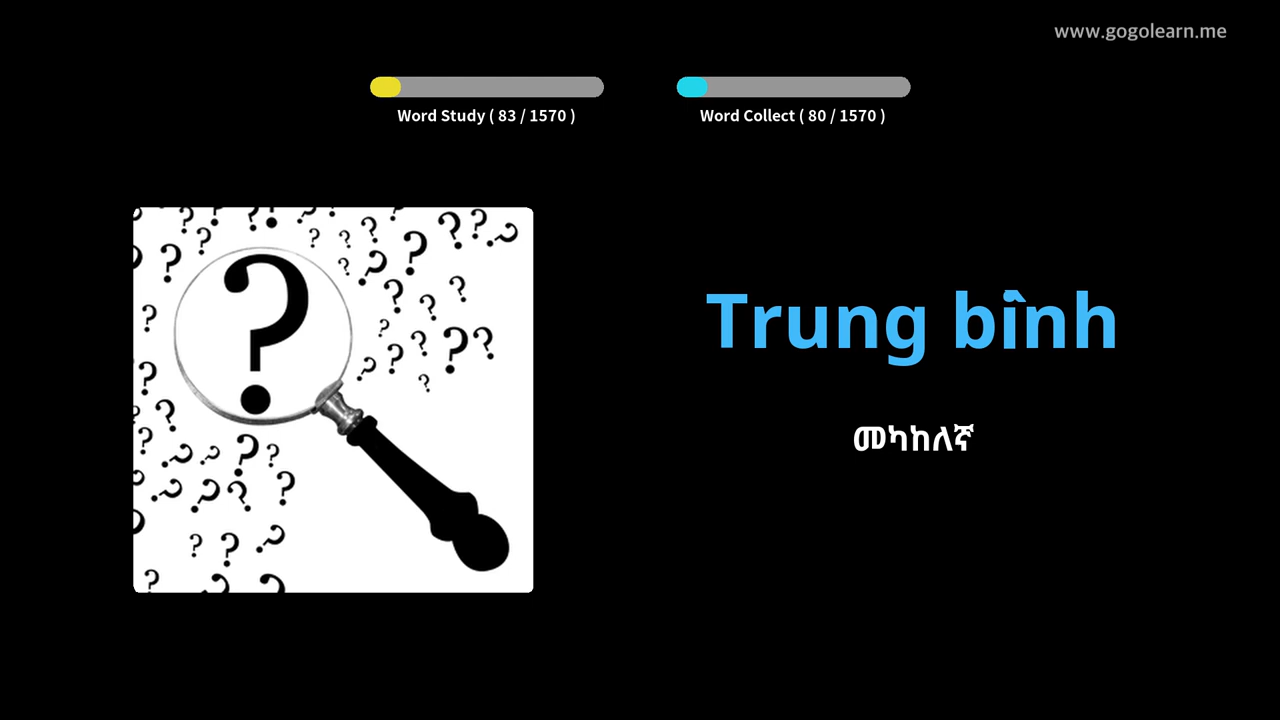 www.gogolearn.me
Word Study ( 83 / 1570 )
Word Collect ( 80 / 1570 )
Trung bình
መካከለኛ